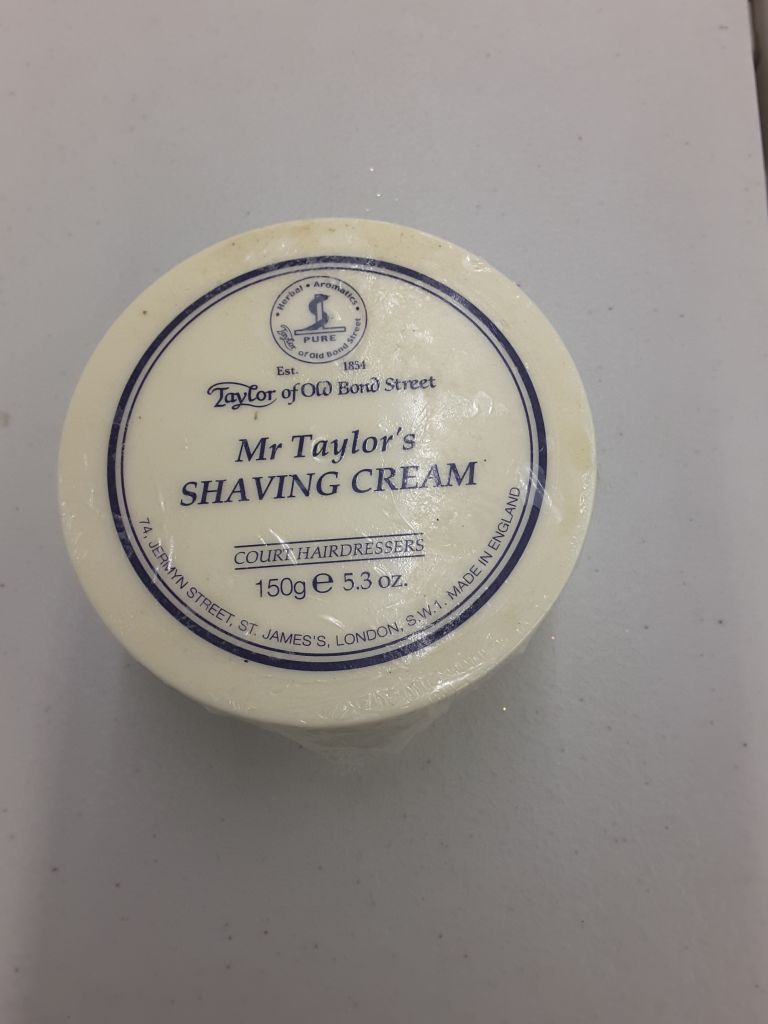 • Herbal • Aromatics •
PURE
Taylor of Old Bond Street
Est. 1854
Taylor of Old Bond Street
Mr Taylor's
SHAVING CREAM
COURT HAIRDRESSERS
150g ℮ 5.3 oz.
74, JERMYN STREET, ST. JAMES'S, LONDON, S.W.1. MADE IN ENGLAND